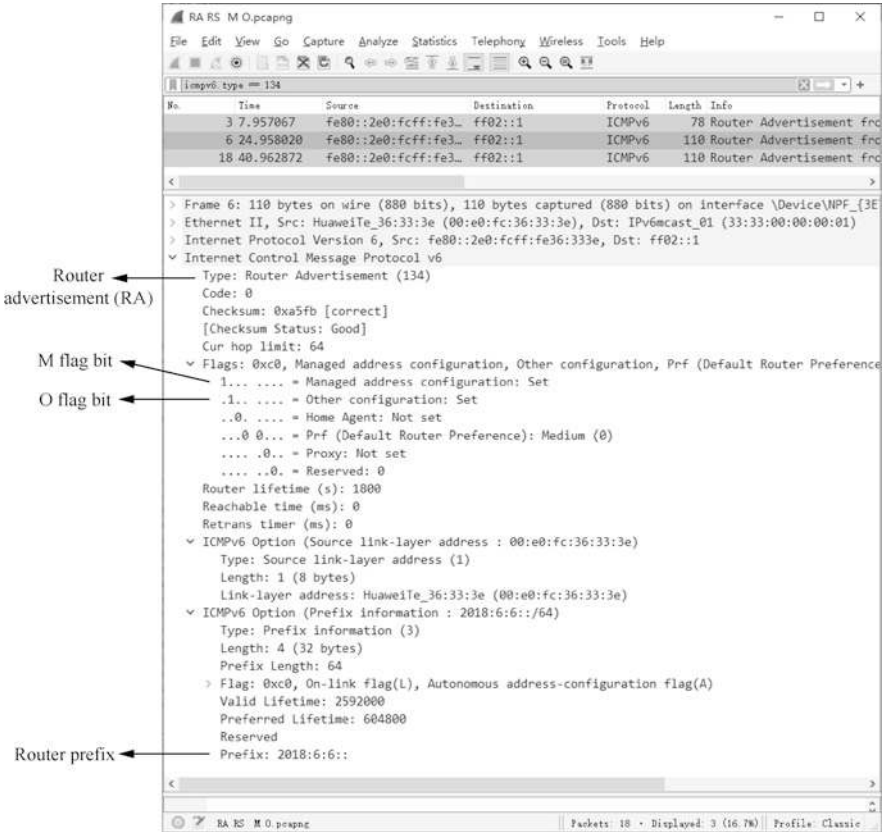 RA RS M O.pcapng
File Edit View Go Capture Analyze Statistics Telephony Wireless Tools Help
icmpv6.type == 134
No. Time Source Destination Protocol Length Info
3 7.957067 fe80::2e0:fcff:fe3… ff02::1 ICMPv6 78 Router Advertisement fro
6 24.958020 fe80::2e0:fcff:fe3… ff02::1 ICMPv6 110 Router Advertisement fro
18 40.962872 fe80::2e0:fcff:fe3… ff02::1 ICMPv6 110 Router Advertisement fro
Frame 6: 110 bytes on wire (880 bits), 110 bytes captured (880 bits) on interface \Device\NPF_{3E
Ethernet II, Src: HuaweiTe_36:33:3e (00:e0:fc:36:33:3e), Dst: IPv6mcast_01 (33:33:00:00:00:01)
Internet Protocol Version 6, Src: fe80::2e0:fcff:fe36:333e, Dst: ff02::1
Internet Control Message Protocol v6
Router advertisement (RA)
Type: Router Advertisement (134)
Code: 0
Checksum: 0xa5fb [correct]
[Checksum Status: Good]
Cur hop limit: 64
Flags: 0xc0, Managed address configuration, Other configuration, Prf (Default Router Preference
M flag bit
1... .... = Managed address configuration: Set
O flag bit
.1.. .... = Other configuration: Set
..0. .... = Home Agent: Not set
...0 0... = Prf (Default Router Preference): Medium (0)
.... .0.. = Proxy: Not set
.... ..0. = Reserved: 0
Router lifetime (s): 1800
Reachable time (ms): 0
Retrans timer (ms): 0
ICMPv6 Option (Source link-layer address : 00:e0:fc:36:33:3e)
Type: Source link-layer address (1)
Length: 1 (8 bytes)
Link-layer address: HuaweiTe_36:33:3e (00:e0:fc:36:33:3e)
ICMPv6 Option (Prefix information : 2018:6:6::/64)
Type: Prefix information (3)
Length: 4 (32 bytes)
Prefix Length: 64
Flag: 0xc0, On-link flag(L), Autonomous address-configuration flag(A)
Valid Lifetime: 2592000
Preferred Lifetime: 604800
Reserved
Router prefix
Prefix: 2018:6:6::
RA RS M O.pcapng
Packets: 18 · Displayed: 3 (16.7%)
Profile: Classic